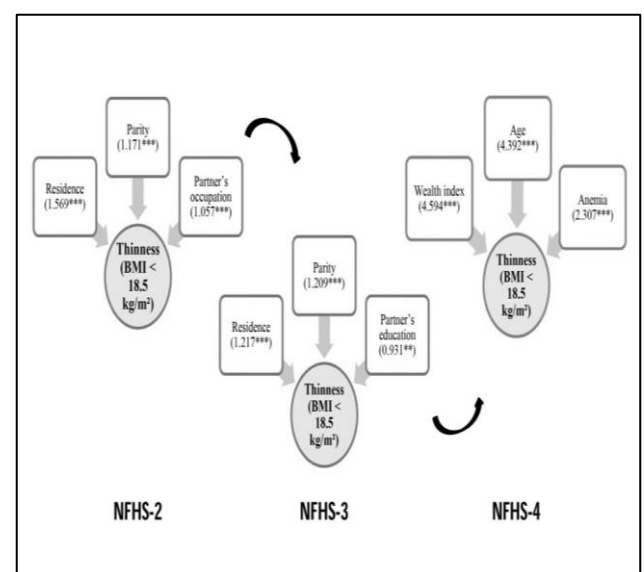 Parity
(1.171***)
Residence
(1.569***)
Partner's
occupation
(1.057***)
Thinness
(BMI <
18.5
kg/m²)
Parity
(1.209***)
Residence
(1.217***)
Partner's
education
(0.931**)
Thinness
(BMI <
18.5
kg/m²)
Age
(4.392***)
Wealth index
(4.594***)
Anemia
(2.307***)
Thinness
(BMI <
18.5
kg/m²)
NFHS-2
NFHS-3
NFHS-4